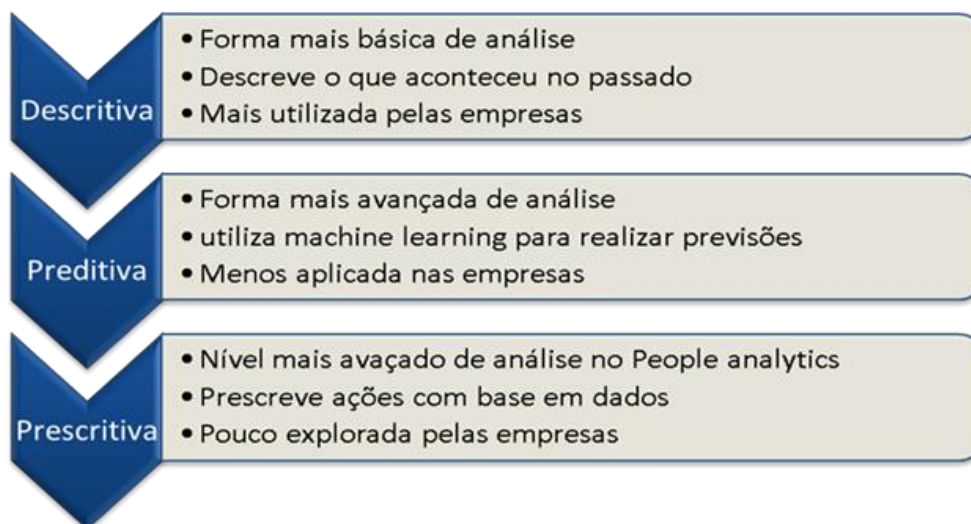 Descritiva
• Forma mais básica de análise
• Descreve o que aconteceu no passado
• Mais utilizada pelas empresas
Preditiva
• Forma mais avançada de análise
• utiliza machine learning para realizar previsões
• Menos aplicada nas empresas
Prescritiva
• Nível mais avaçado de análise no People analytics
• Prescreve ações com base em dados
• Pouco explorada pelas empresas